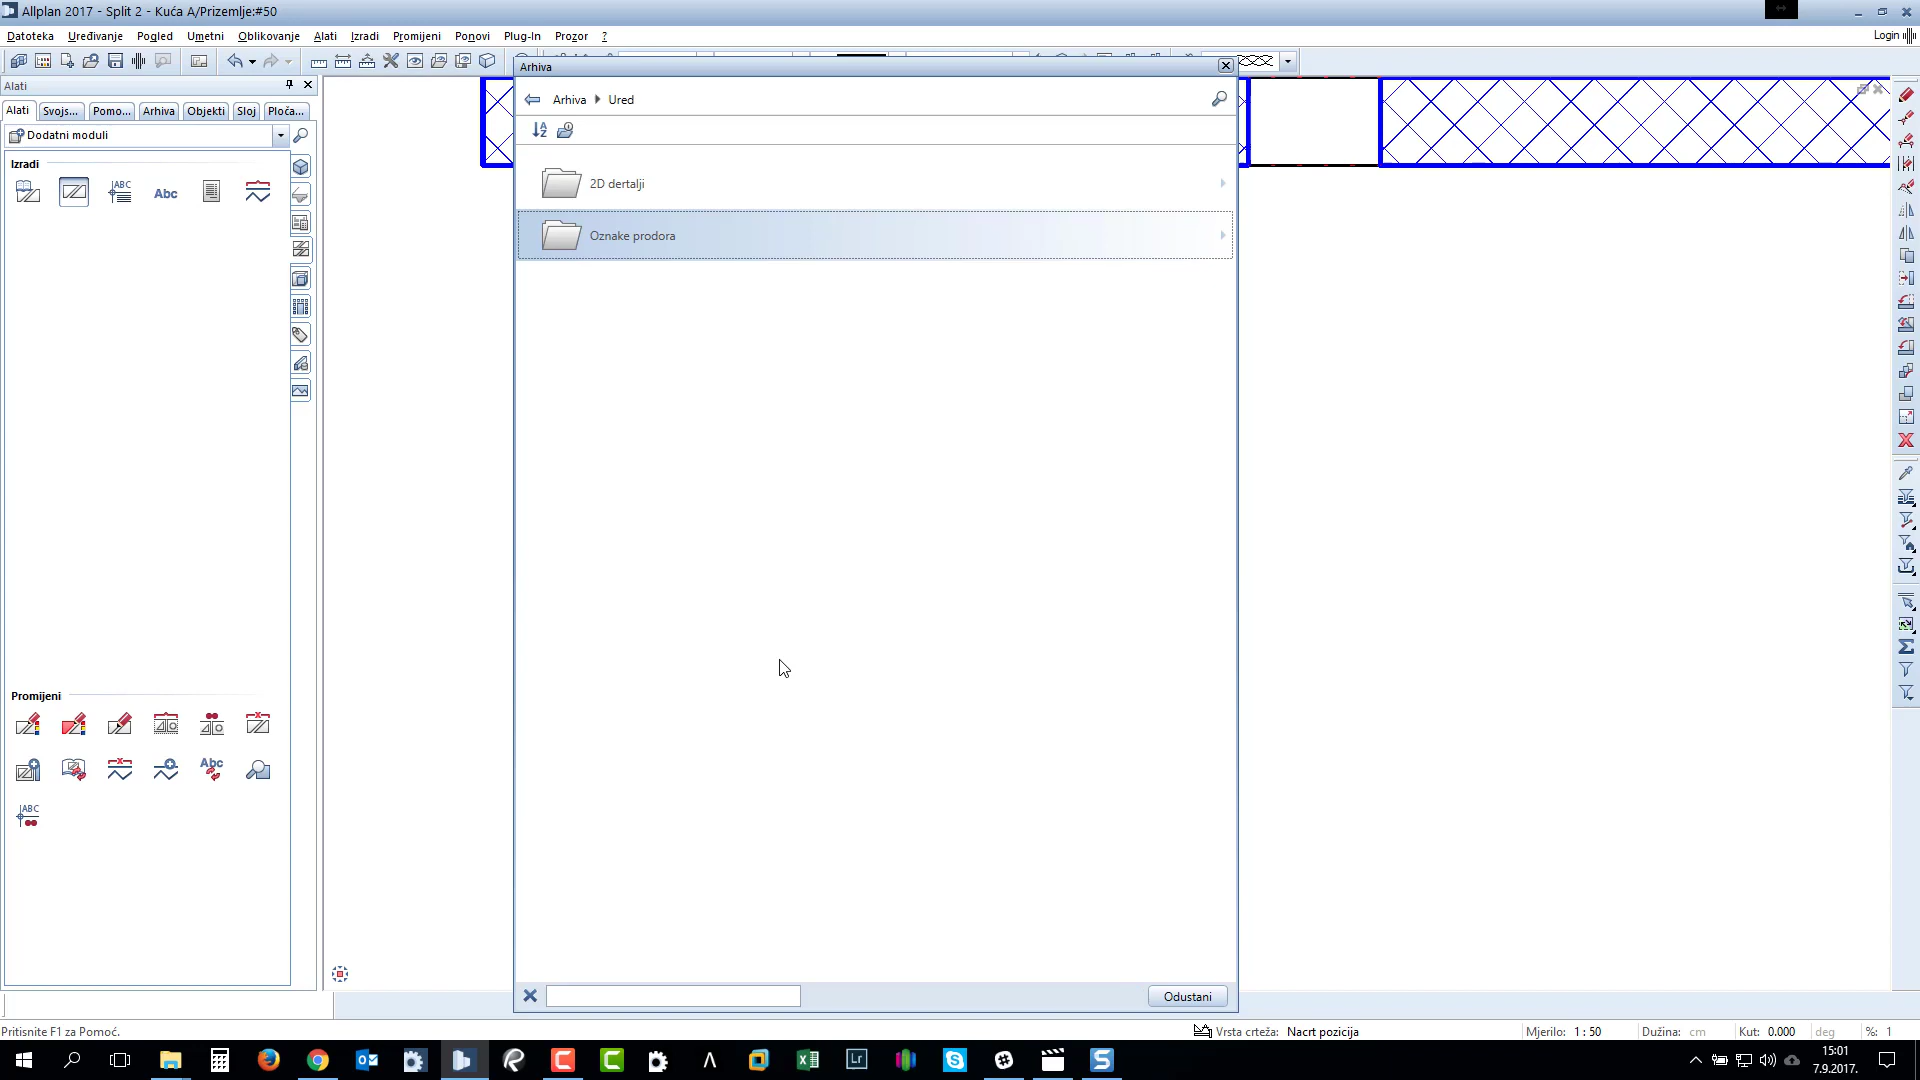 Allplan 2017 - Split 2 - Kuća A/Prizemlje:#50
Datoteka Uređivanje Pogled Umetni Oblikovanje Alati Izradi Promijeni Ponovi Plug-In Prozor ?
Login
Alati
Arhiva
Alati Svojs... Pomo... Arhiva Objekti Sloj Ploča...
Arhiva Ured
Dodatni moduli
Izradi
ABC
Abc
2D dertalji
Oznake prodora
Promijeni
Abc
ABC
Odustani
Pritisnite F1 za Pomoć.
Vrsta crteža: Nacrt pozicija
Mjerilo: 1 : 50
Dužina: cm
Kut: 0.000 deg
%: 1
15:01
7.9.2017.